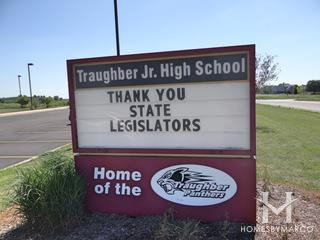 Traughber Jr. High School
THANK YOU
STATE
LEGISLATORS
Home of the
Traughber
Panthers
HOMESBYMARCO